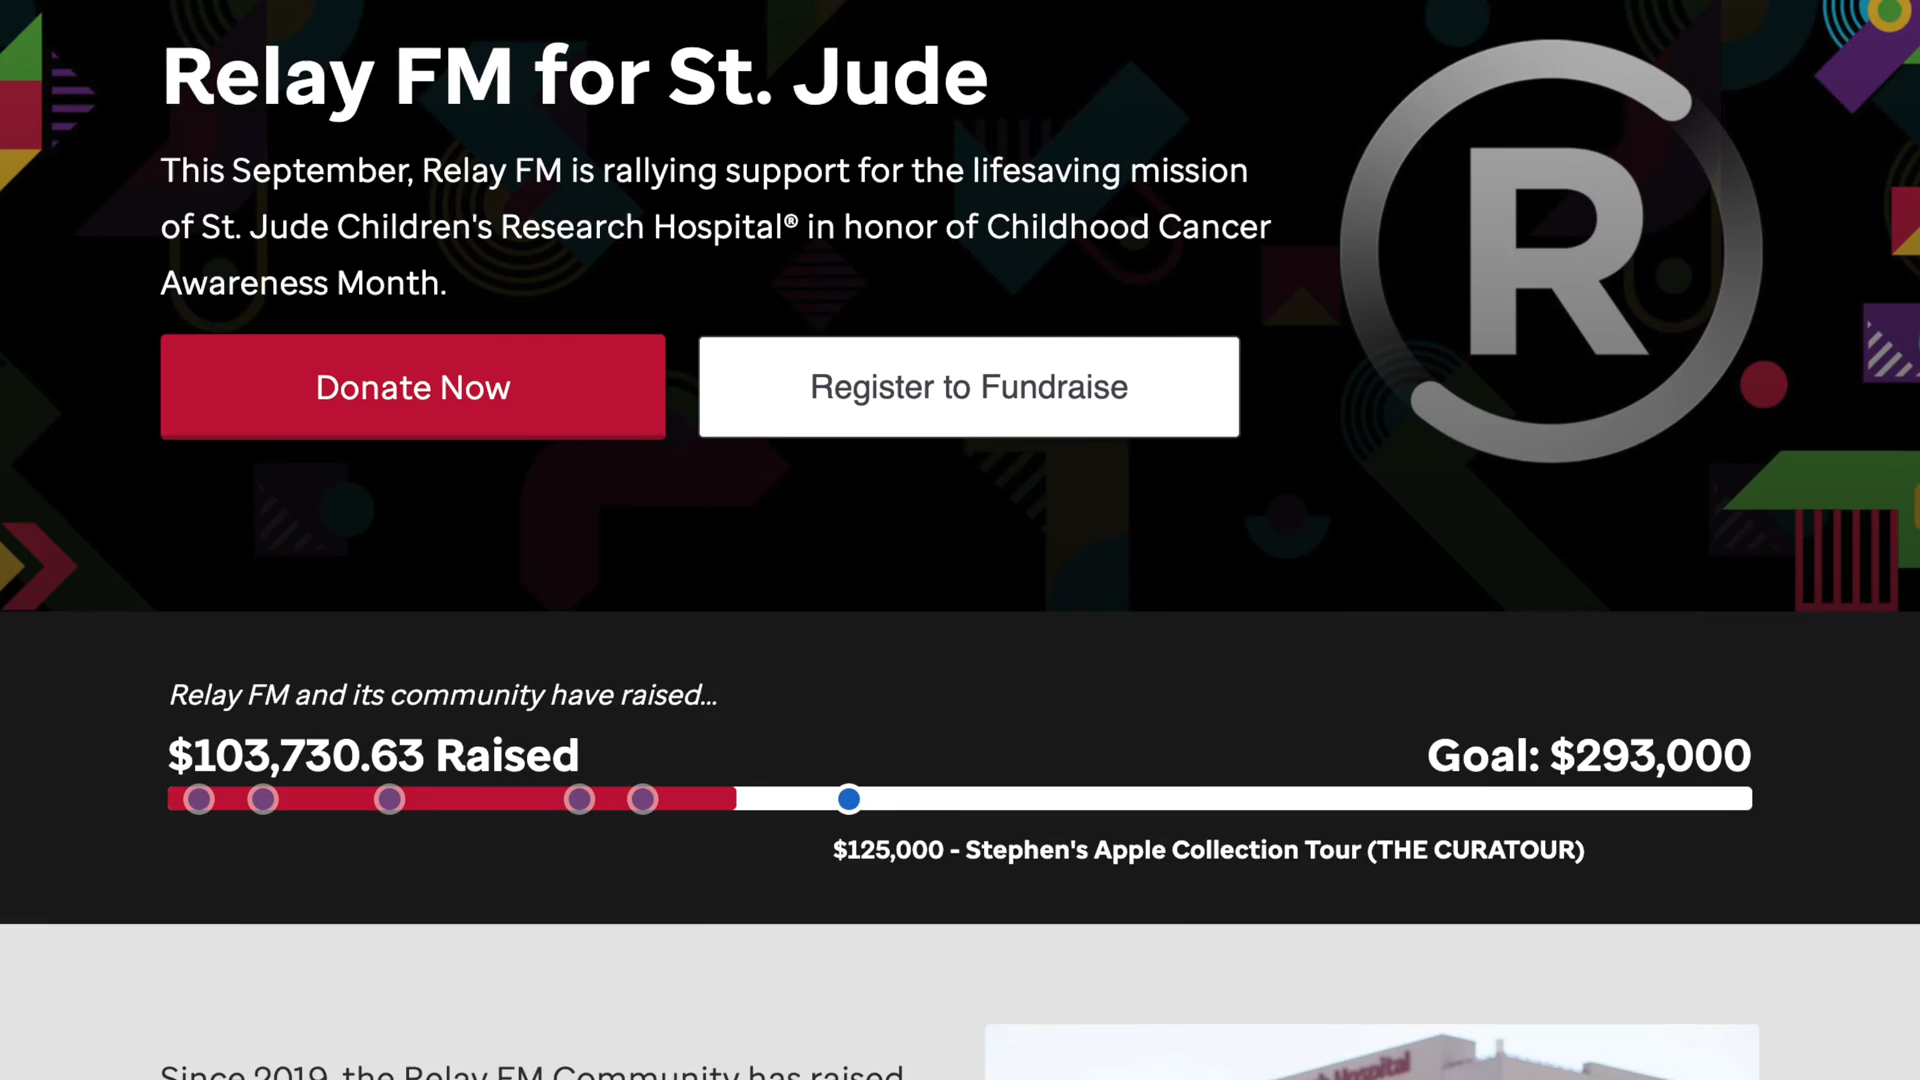 Relay FM for St. Jude
This September, Relay FM is rallying support for the lifesaving mission
of St. Jude Children's Research Hospital® in honor of Childhood Cancer
Awareness Month.
R
Donate Now
Register to Fundraise
Relay FM and its community have raised...
$103,730.63 Raised
Goal: $293,000
$125,000 - Stephen's Apple Collection Tour (THE CURATOUR)
Since 2019, the Relay FM Community has raised
Hospital